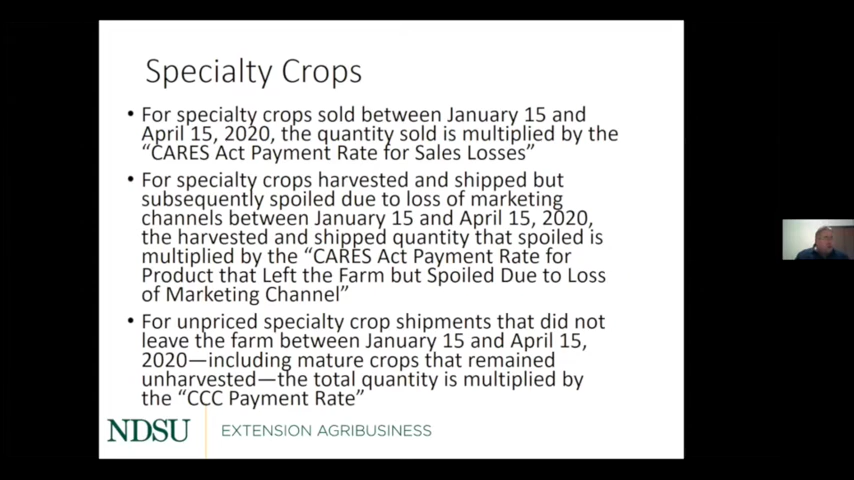 Specialty Crops
• For specialty crops sold between January 15 and
April 15, 2020, the quantity sold is multiplied by the
“CARES Act Payment Rate for Sales Losses”
• For specialty crops harvested and shipped but
subsequently spoiled due to loss of marketing
channels between January 15 and April 15, 2020,
the harvested and shipped quantity that spoiled is
multiplied by the “CARES Act Payment Rate for
Product that Left the Farm but Spoiled Due to Loss
of Marketing Channel”
• For unpriced specialty crop shipments that did not
leave the farm between January 15 and April 15,
2020—including mature crops that remained
unharvested—the total quantity is multiplied by
the “CCC Payment Rate”
NDSU EXTENSION AGRIBUSINESS